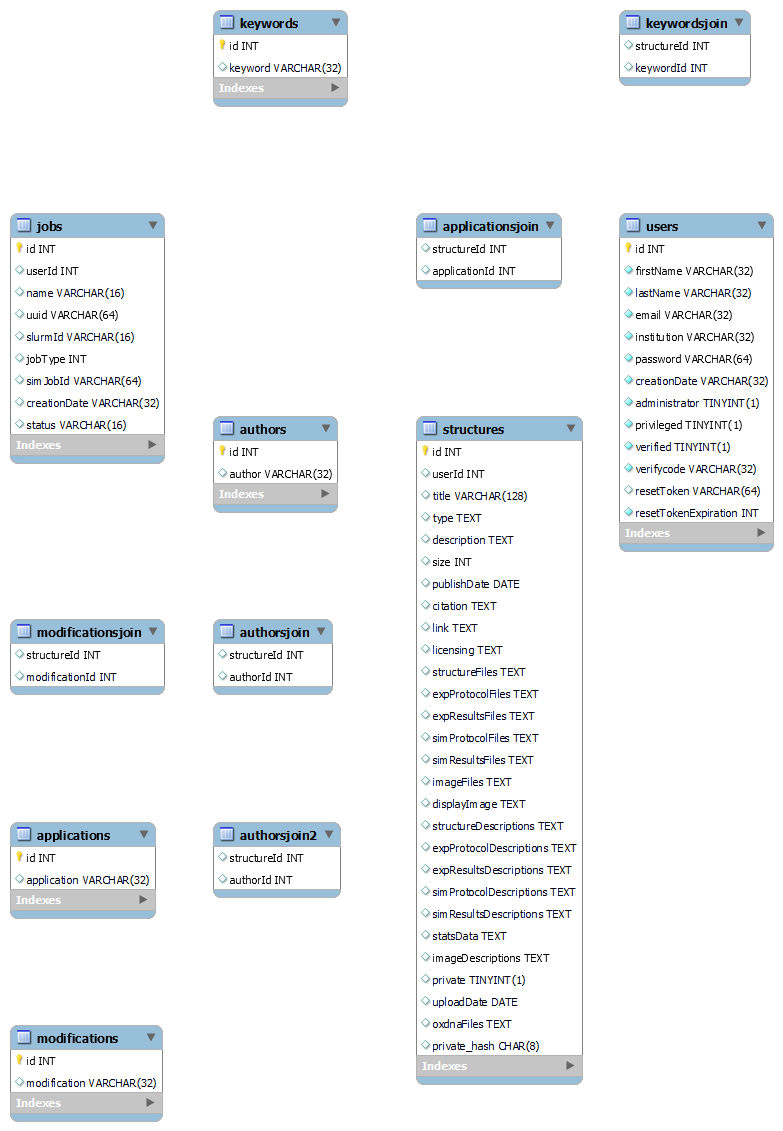 keywords
id INT
keyword VARCHAR(32)
Indexes
keywordsjoin
structureId INT
keywordId INT
jobs
id INT
userId INT
name VARCHAR(16)
uuid VARCHAR(64)
slurmId VARCHAR(16)
jobType INT
simJobId VARCHAR(64)
creationDate VARCHAR(32)
status VARCHAR(16)
Indexes
applicationsjoin
structureId INT
applicationId INT
users
id INT
firstName VARCHAR(32)
lastName VARCHAR(32)
email VARCHAR(32)
institution VARCHAR(32)
password VARCHAR(64)
creationDate VARCHAR(32)
administrator TINYINT(1)
privileged TINYINT(1)
verified TINYINT(1)
verifycode VARCHAR(32)
resetToken VARCHAR(64)
resetTokenExpiration INT
Indexes
authors
id INT
author VARCHAR(32)
Indexes
structures
id INT
userId INT
title VARCHAR(128)
type TEXT
description TEXT
size INT
publishDate DATE
citation TEXT
link TEXT
licensing TEXT
structureFiles TEXT
expProtocolFiles TEXT
expResultsFiles TEXT
simProtocolFiles TEXT
simResultsFiles TEXT
imageFiles TEXT
displayImage TEXT
structureDescriptions TEXT
expProtocolDescriptions TEXT
expResultsDescriptions TEXT
simProtocolDescriptions TEXT
simResultsDescriptions TEXT
statsData TEXT
imageDescriptions TEXT
private TINYINT(1)
uploadDate DATE
oxdnaFiles TEXT
private_hash CHAR(8)
Indexes
modificationsjoin
structureId INT
modificationId INT
authorsjoin
structureId INT
authorId INT
applications
id INT
application VARCHAR(32)
Indexes
authorsjoin2
structureId INT
authorId INT
modifications
id INT
modification VARCHAR(32)
Indexes